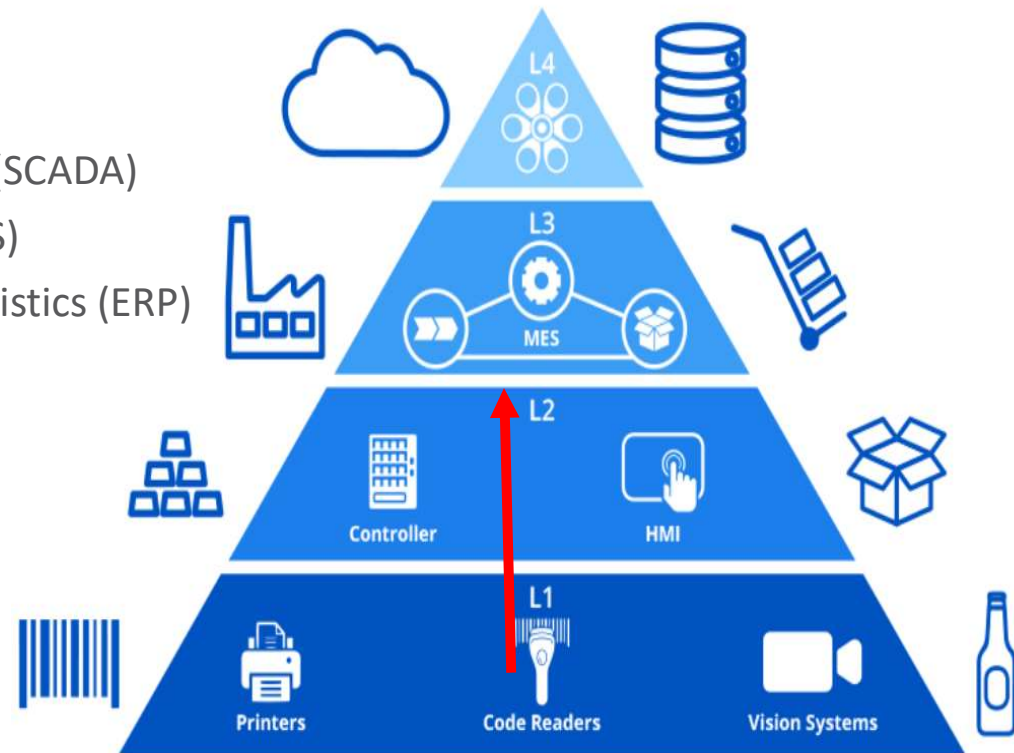 (SCADA)
S)
istics (ERP)
L4
L3
MES
L2
Controller
HMI
L1
Printers
Code Readers
Vision Systems